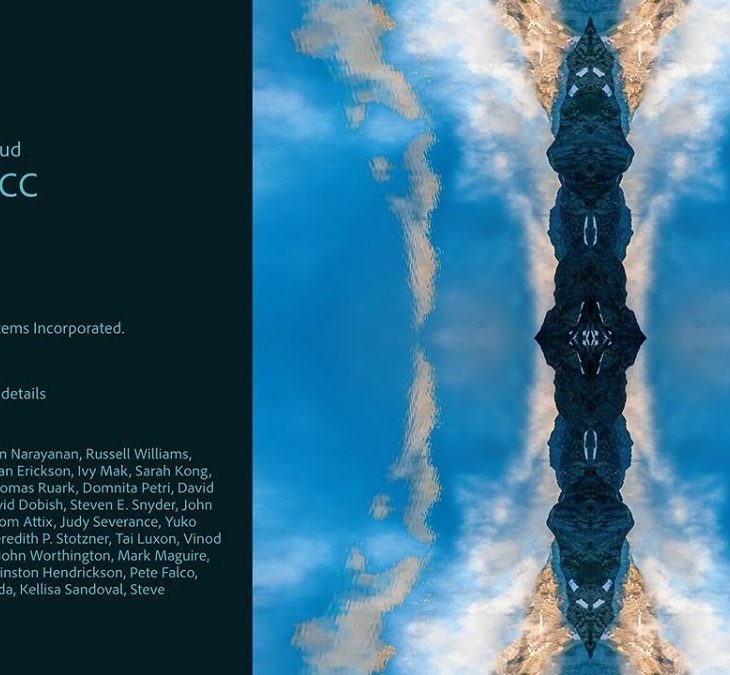 ud
CC
tems Incorporated.
details
n Narayanan, Russell Williams,
an Erickson, Ivy Mak, Sarah Kong,
omas Ruark, Domnita Petri, David
vid Dobish, Steven E. Snyder, John
om Attix, Judy Severance, Yuko
eredith P. Stotzner, Tai Luxon, Vinod
John Worthington, Mark Maguire,
inston Hendrickson, Pete Falco,
da, Kellisa Sandoval, Steve